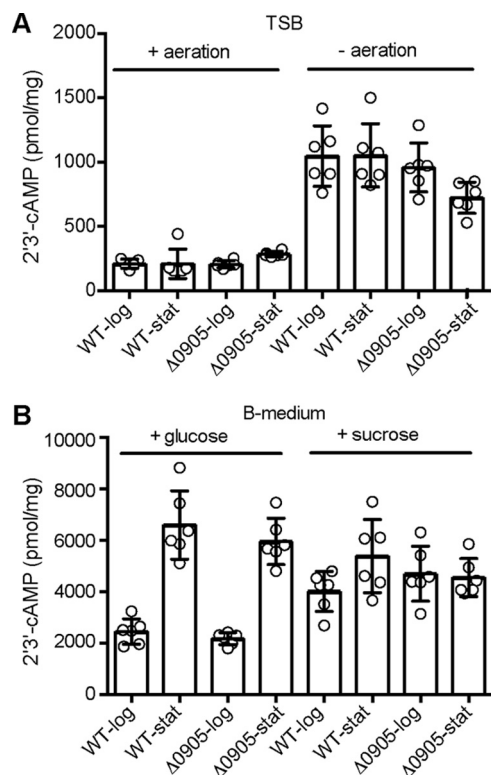 A
TSB
+ aeration
- aeration
2'3'-cAMP (pmol/mg)
2000
1500
1000
500
0
WT-log
WT-stat
Δ0905-log
Δ0905-stat
WT-log
WT-stat
Δ0905-log
Δ0905-stat
B
B-medium
+ glucose
+ sucrose
2'3'-cAMP (pmol/mg)
10000
8000
6000
4000
2000
0
WT-log
WT-stat
Δ0905-log
Δ0905-stat
WT-log
WT-stat
Δ0905-log
Δ0905-stat